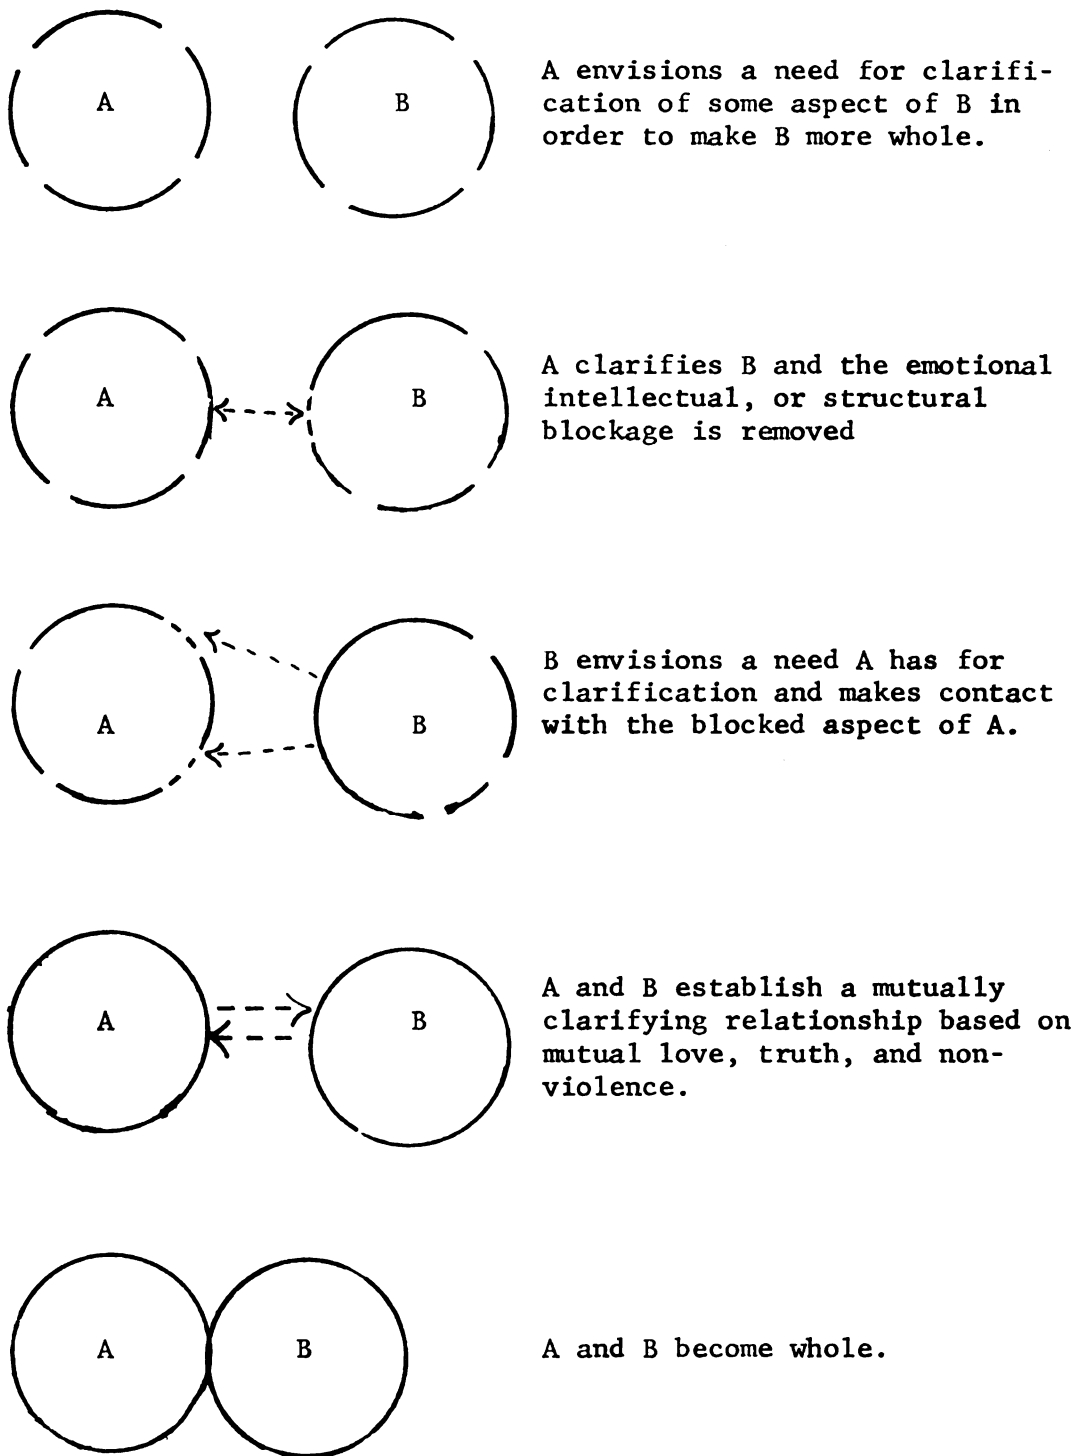 A B A envisions a need for clarifi-
cation of some aspect of B in
order to make B more whole.
A B A clarifies B and the emotional
intellectual, or structural
blockage is removed
A B B envisions a need A has for
clarification and makes contact
with the blocked aspect of A.
A B A and B establish a mutually
clarifying relationship based on
mutual love, truth, and non-
violence.
A B A and B become whole.